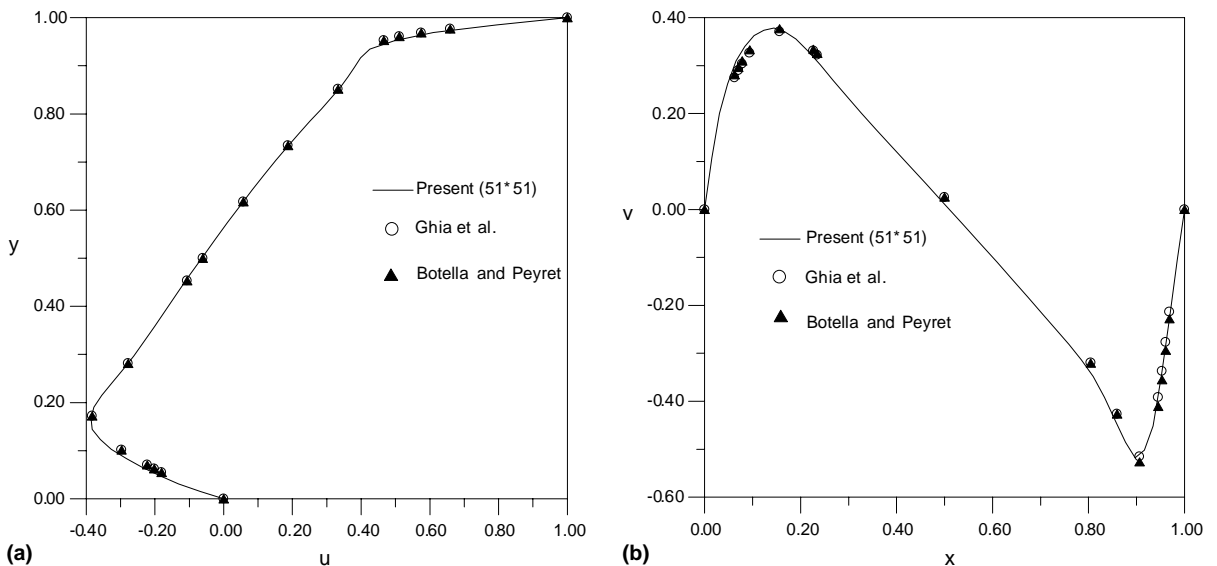 1.00
0.80
0.60
0.40
0.20
0.00
y
-0.40 -0.20 0.00 0.20 0.40 0.60 0.80 1.00
u
(a)
Present (51*51)
Ghia et al.
Botella and Peyret
0.40
0.20
0.00
-0.20
-0.40
-0.60
v
0.00 0.20 0.40 0.60 0.80 1.00
x
(b)
Present (51*51)
Ghia et al.
Botella and Peyret